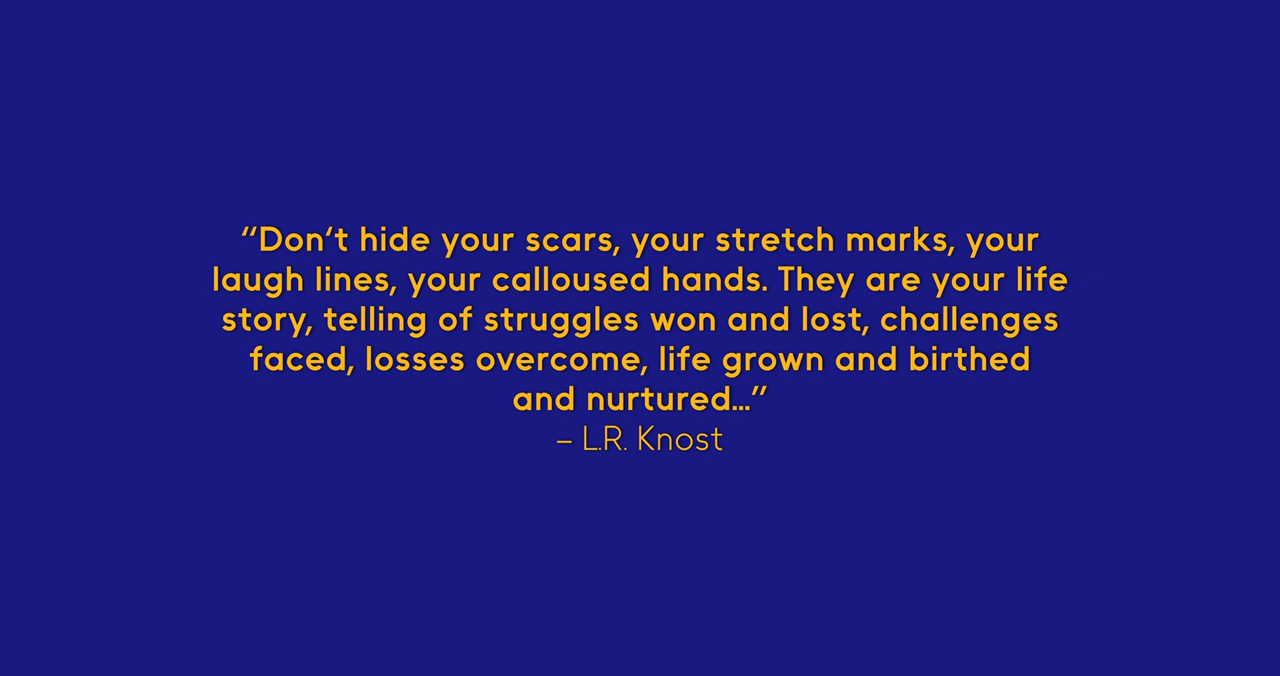 “Don‘t hide your scars, your stretch marks, your
laugh lines, your calloused hands. They are your life
story, telling of struggles won and lost, challenges
faced, losses overcome, life grown and birthed
and nurtured...”
– L.R. Knost